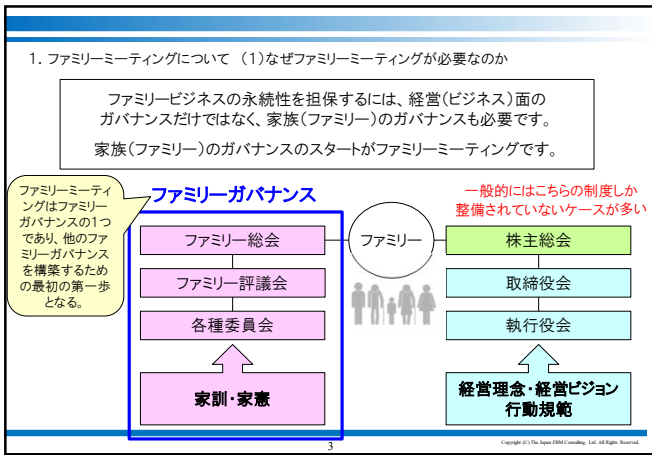 1．ファミリーミーティングについて （1）なぜファミリーミーティングが必要なのか
ファミリービジネスの永続性を担保するには、経営（ビジネス）面の
ガバナンスだけではなく、家族（ファミリー）のガバナンスも必要です。
家族（ファミリー）のガバナンスのスタートがファミリーミーティングです。
ファミリーミーティ
ングはファミリー
ガバナンスの1つ
であり、他のファ
ミリーガバナンス
を構築するため
の最初の第一歩
となる。
ファミリーガバナンス
ファミリー総会
ファミリー評議会
各種委員会
家訓・家憲
ファミリー
一般的にはこちらの制度しか
整備されていないケースが多い
株主総会
取締役会
執行役会
経営理念・経営ビジョン
行動規範
3
Copyright (C) The Japan FBM Consulting, Ltd. All Rights Reserved.